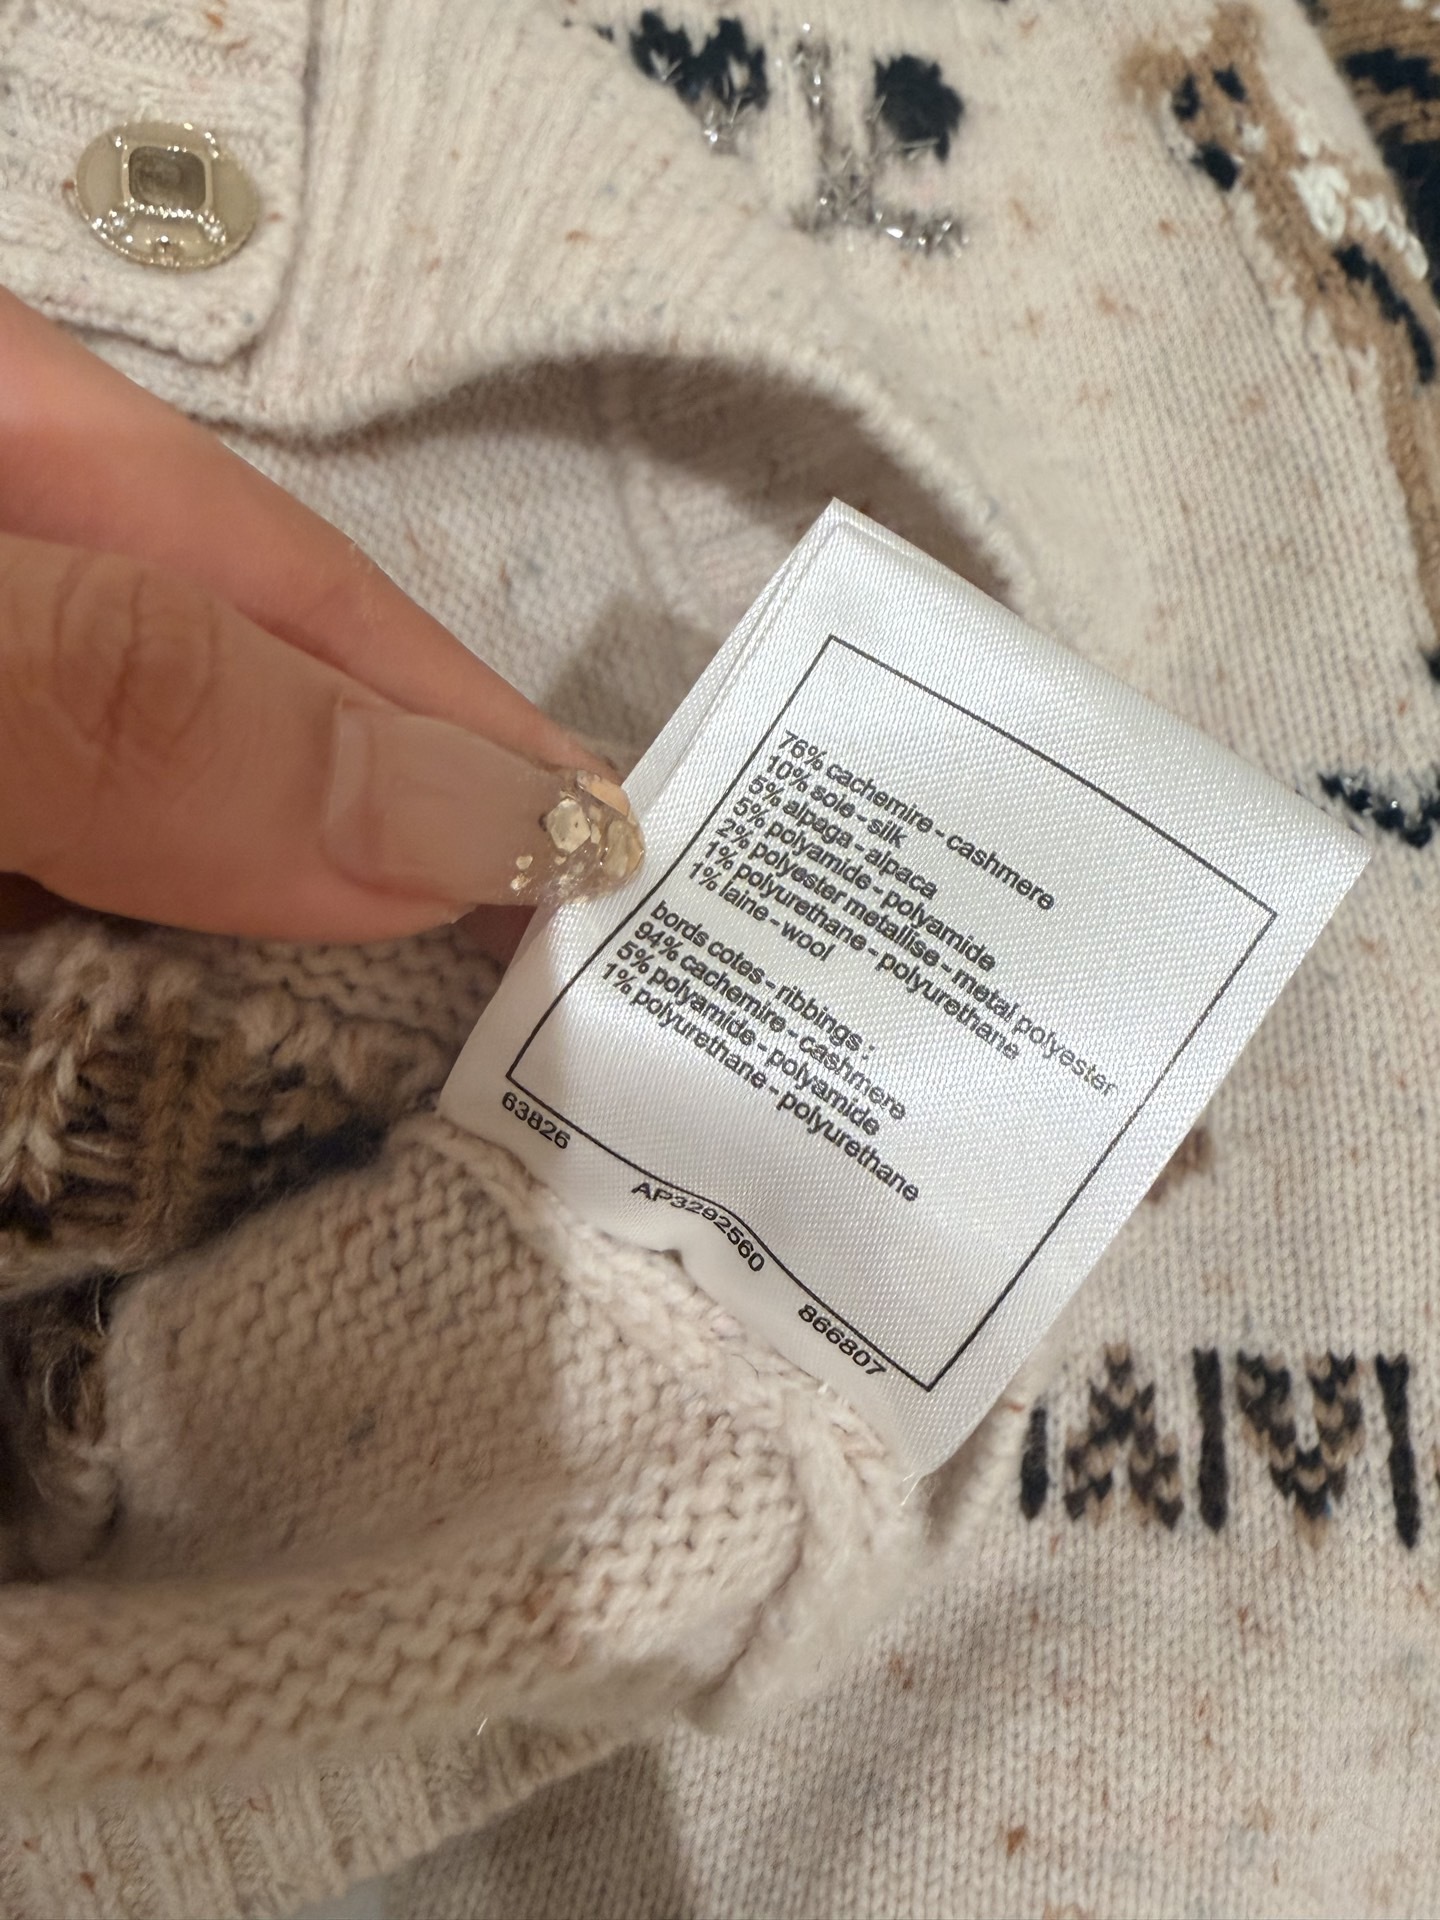 76% cachemire - cashmere
10% soie - silk
5% alpaga - alpaca
5% polyamide - polyamide
2% polyester metallise - metal polyester
1% polyurethane - polyurethane
1% laine - wool
bords cotes - ribbings :
94% cachemire - cashmere
5% polyamide - polyamide
1% polyurethane - polyurethane
63826
AP3292560
866807